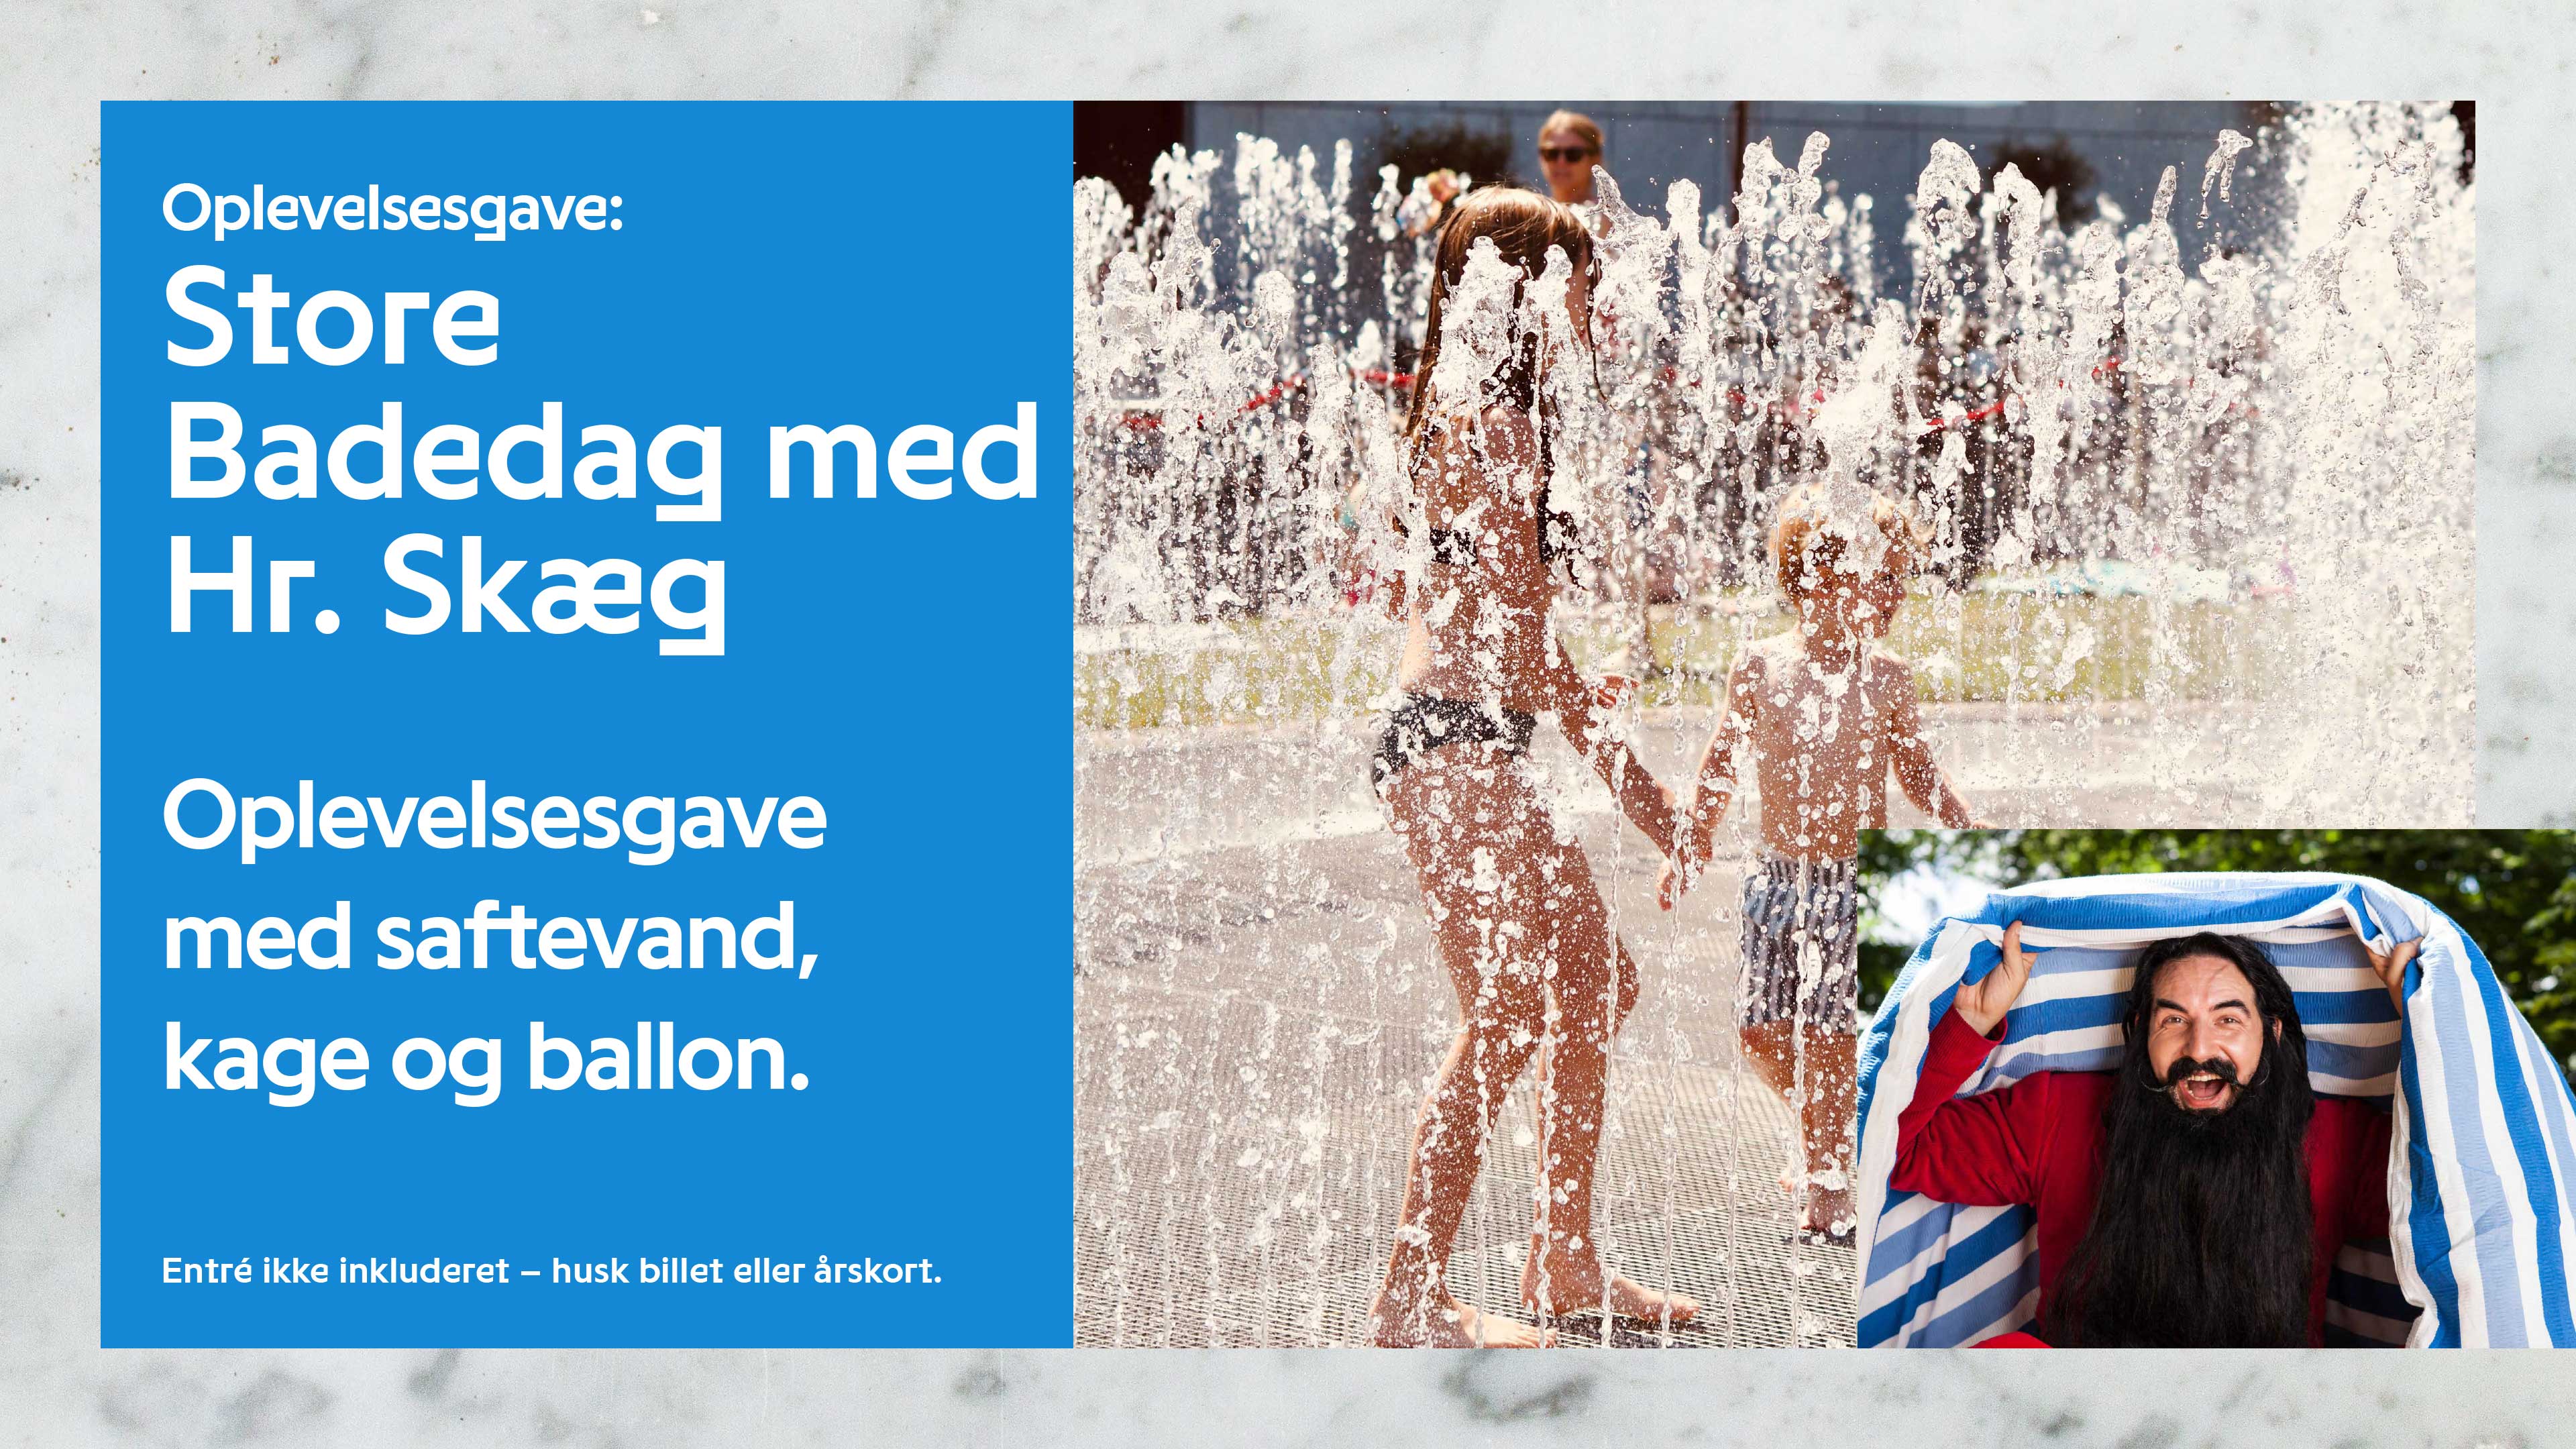 Oplevelsesgave:
Store
Badedag med
Hr. Skæg
Oplevelsesgave
med saftevand,
kage og ballon.
Entré ikke inkluderet – husk billet eller årskort.